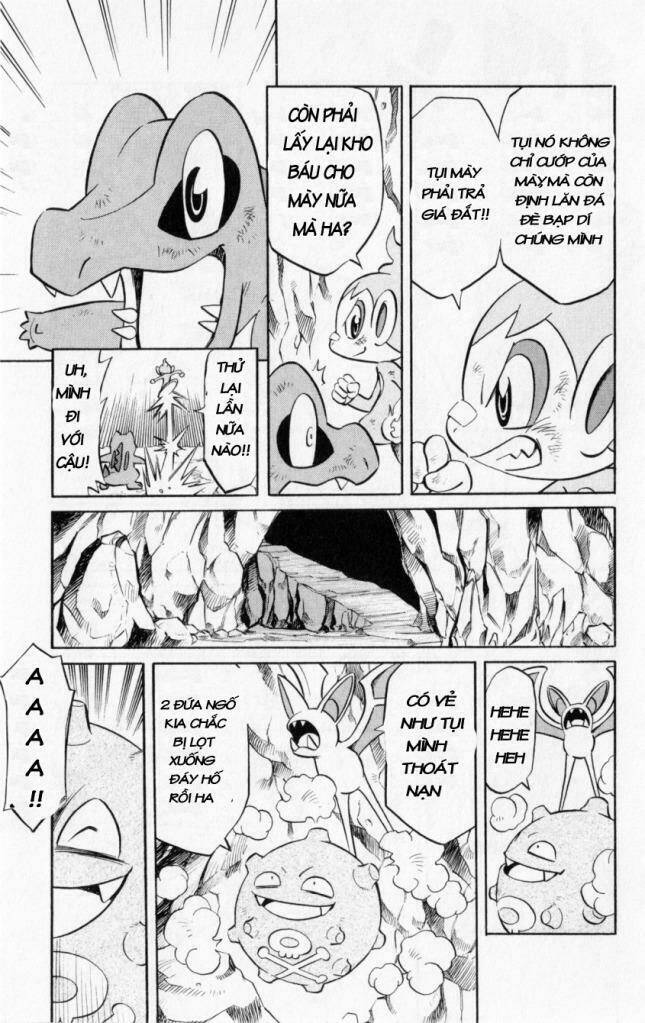 TỤI NÓ KHÔNG
CHỈ CƯỚP CỦA
MÀY, MÀ CÒN
ĐỊNH LĂN ĐÁ
ĐÈ BẠP DÍ
CHÚNG MÌNH
TỤI MÀY
PHẢI TRẢ
GIÁ ĐẮT!!
CÒN PHẢI
LẤY LẠI KHO
BÁU CHO
MÀY NỮA
MÀ HA?
THỬ
LẠI
LẦN
NỮA
NÀO!!
UH,
MÌNH
ĐI
VỚI
CẬU!
HEHE
HEHE
HEH
CÓ VẺ
NHƯ TỤI
MÌNH
THOÁT
NẠN
2 ĐỨA NGỐ
KIA CHẮC
BỊ LỌT
XUỐNG
ĐÁY HỐ
RỒI HA
A
A
A
A
!!